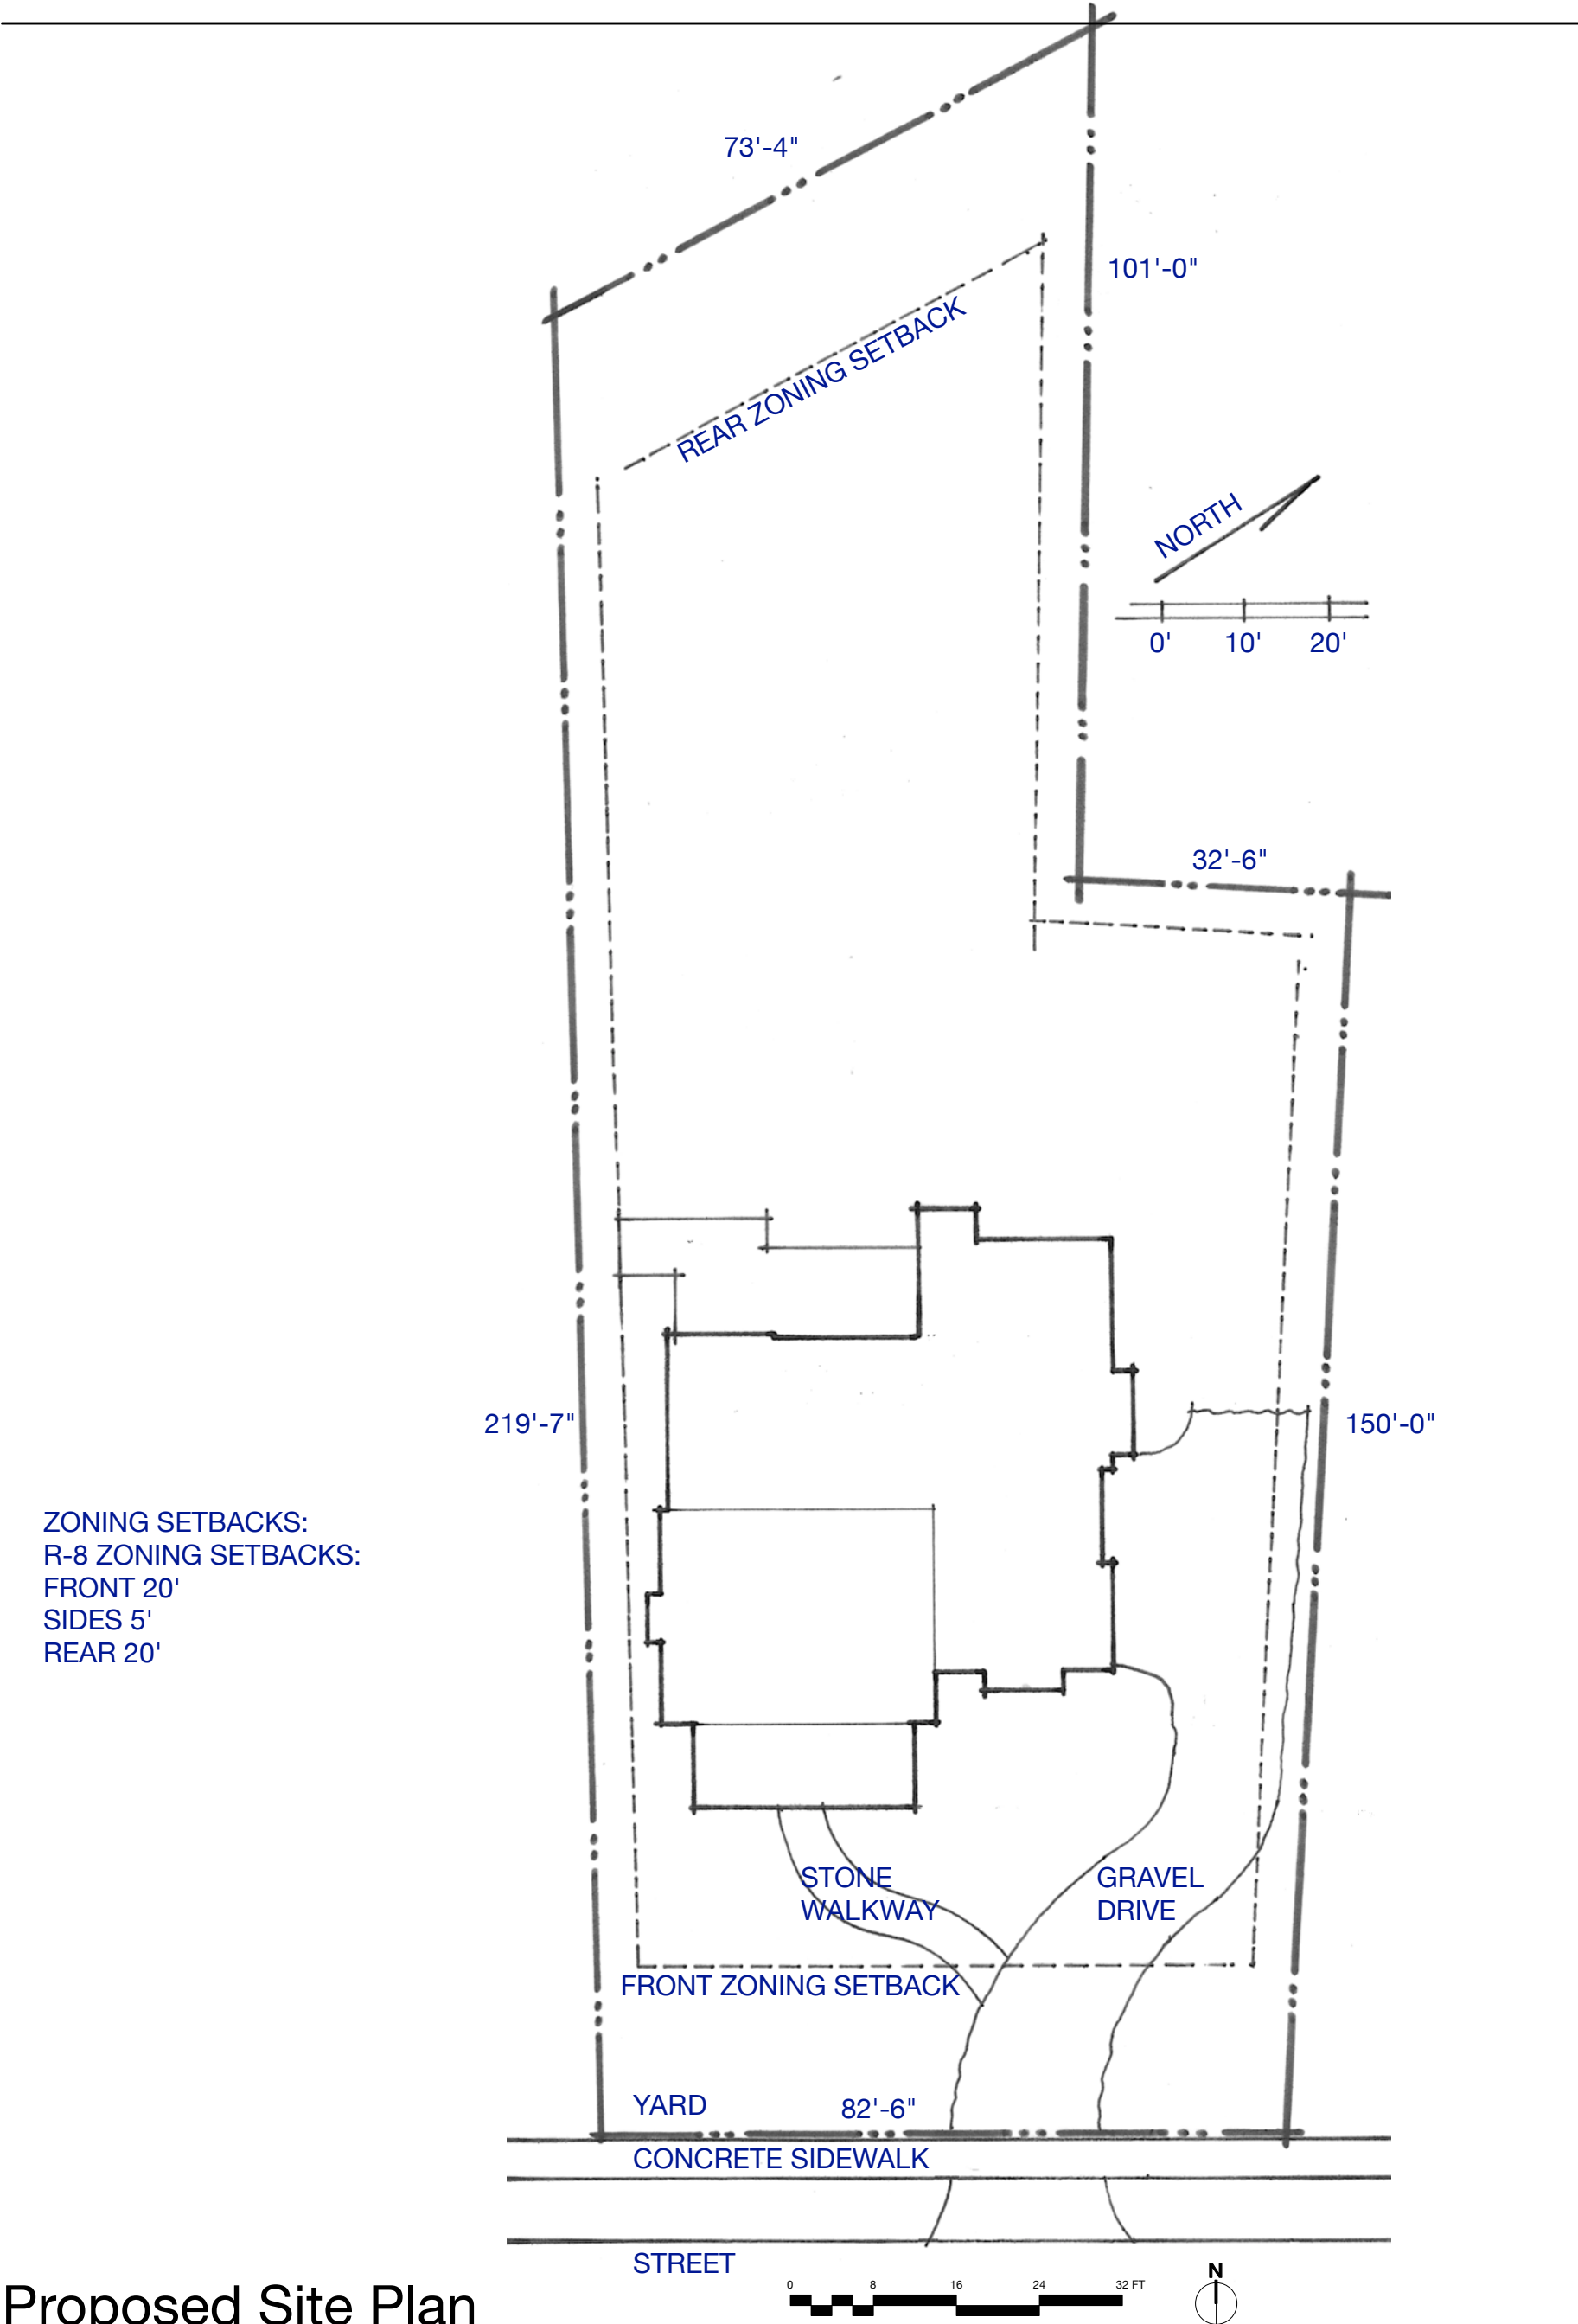 73'-4"
101'-0"
REAR ZONING SETBACK
NORTH
0' 10' 20'
32'-6"
219'-7"
150'-0"
ZONING SETBACKS:
R-8 ZONING SETBACKS:
FRONT 20'
SIDES 5'
REAR 20'
STONE
WALKWAY
GRAVEL
DRIVE
FRONT ZONING SETBACK
YARD
82'-6"
CONCRETE SIDEWALK
STREET
Proposed Site Plan
0 8 16 24 32 FT
N